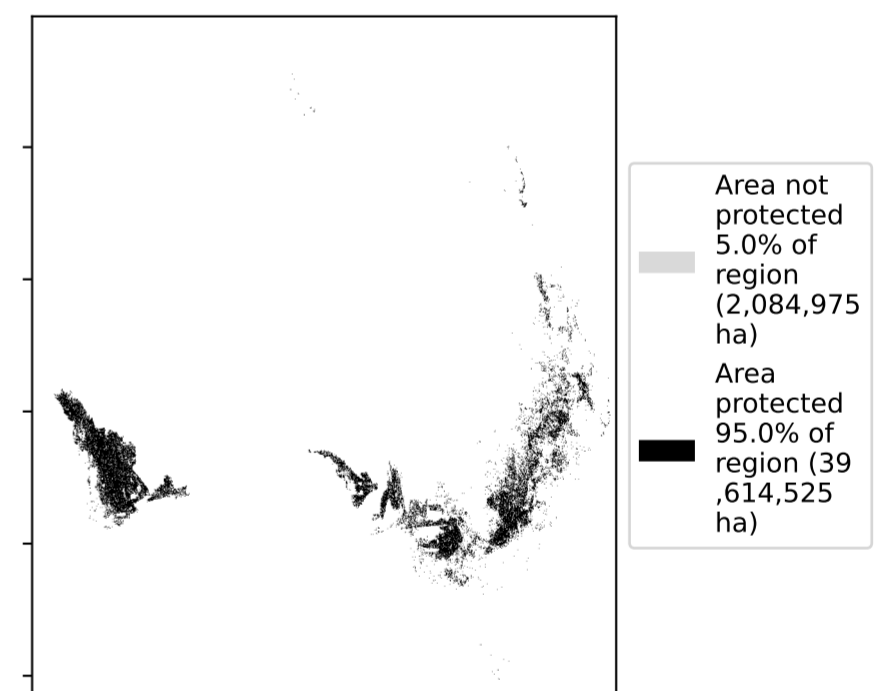 Area not
protected
5.0% of
region
(2,084,975
ha)
Area
protected
95.0% of
region (39
,614,525
ha)